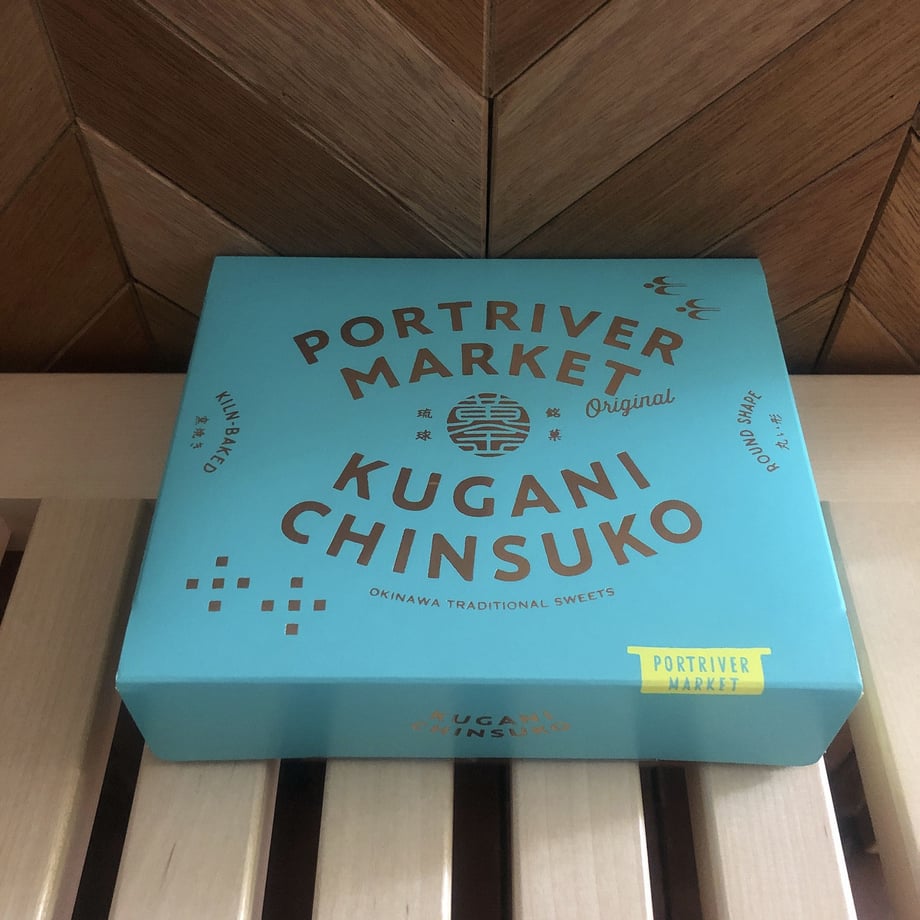 PORTRIVER
MARKET
Original
琉球
銘菓
KUGANI
CHINSUKO
OKINAWA TRADITIONAL SWEETS
KILN-BAKED
窯焼き
ROUND SHAPE
丸い形
PORTRIVER
MARKET
KUGANI
CHINSUKO